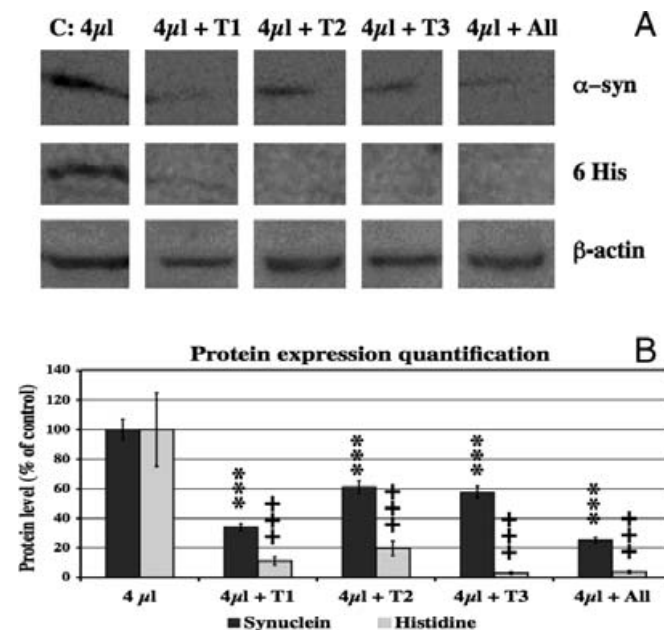 C: 4µl 4µl + T1 4µl + T2 4µl + T3 4µl + All A
α-syn
6 His
β-actin
Protein expression quantification B
Protein level (% of control)
140
120
100
80
60
40
20
0
*** +++ *** +++ *** +++ *** +++
4 µl 4µl + T1 4µl + T2 4µl + T3 4µl + All
Synuclein Histidine